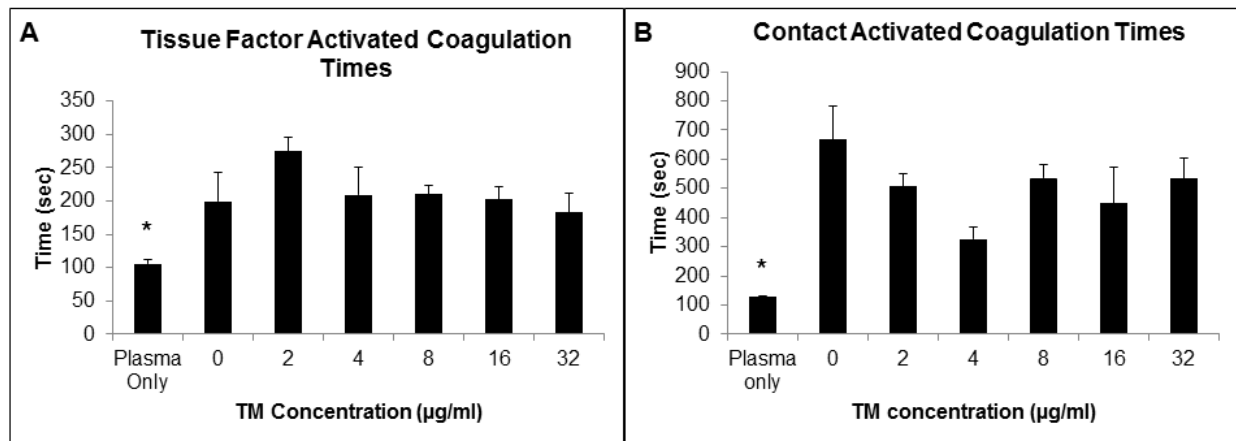 A
Tissue Factor Activated Coagulation
Times
350
300
250
200
150
100
50
0
Time (sec)
*
Plasma
Only
0 2 4 8 16 32
TM Concentration (µg/ml)
B
Contact Activated Coagulation Times
900
800
700
600
500
400
300
200
100
0
Time (sec)
*
Plasma
only
0 2 4 8 16 32
TM concentration (µg/ml)